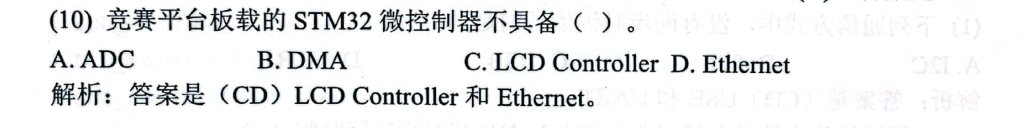 (10) 竞赛平台板载的 STM32 微控制器不具备（ ）。
A. ADC B. DMA C. LCD Controller D. Ethernet
解析：答案是（CD）LCD Controller 和 Ethernet。